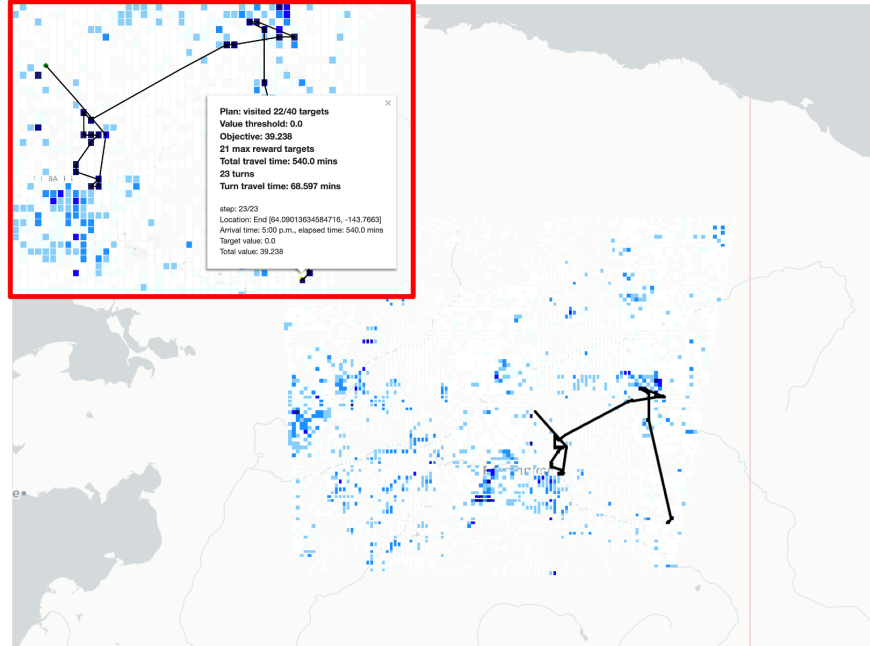 Plan: visited 22/40 targets
Value threshold: 0.0
Objective: 39.238
21 max reward targets
Total travel time: 540.0 mins
23 turns
Turn travel time: 68.597 mins
step: 23/23
Location: End [64.09013634584716, -143.7663]
Arrival time: 5:00 p.m., elapsed time: 540.0 mins
Target value: 0.0
Total value: 39.238